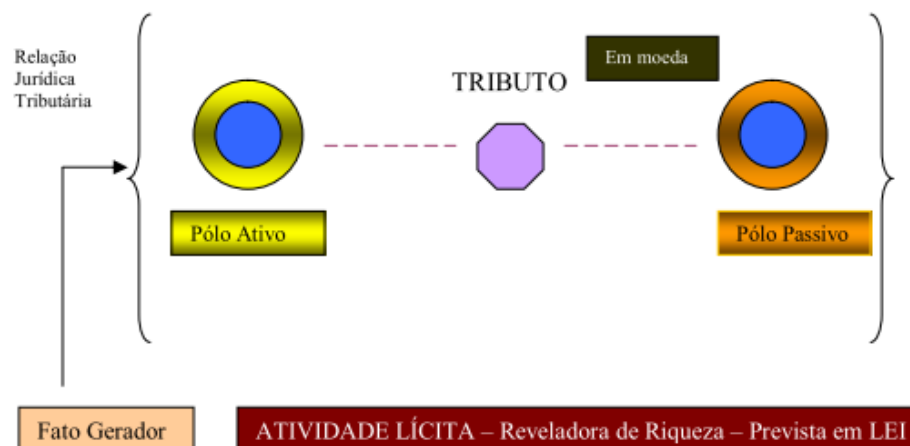 Relação
Jurídica
Tributária
Em moeda
TRIBUTO
Pólo Ativo
Pólo Passivo
Fato Gerador
ATIVIDADE LÍCITA – Reveladora de Riqueza – Prevista em LEI